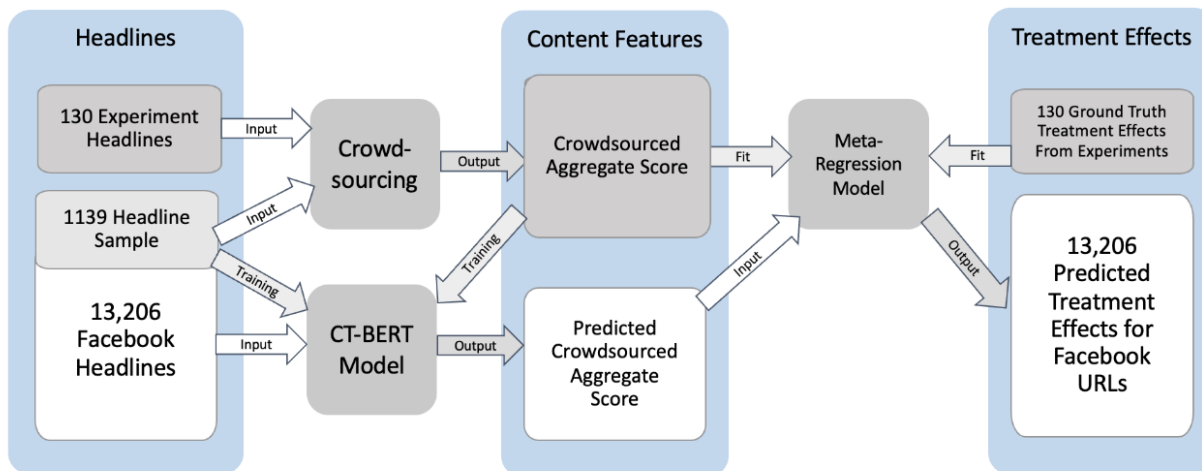 Headlines
130 Experiment
Headlines
1139 Headline
Sample
13,206
Facebook
Headlines
Input
Input
Training
Input
Crowd-
sourcing
CT-BERT
Model
Output
Training
Output
Content Features
Crowdsourced
Aggregate Score
Predicted
Crowdsourced
Aggregate
Score
Fit
Input
Meta-
Regression
Model
Fit
Output
Treatment Effects
130 Ground Truth
Treatment Effects
From Experiments
13,206
Predicted
Treatment
Effects for
Facebook
URLs